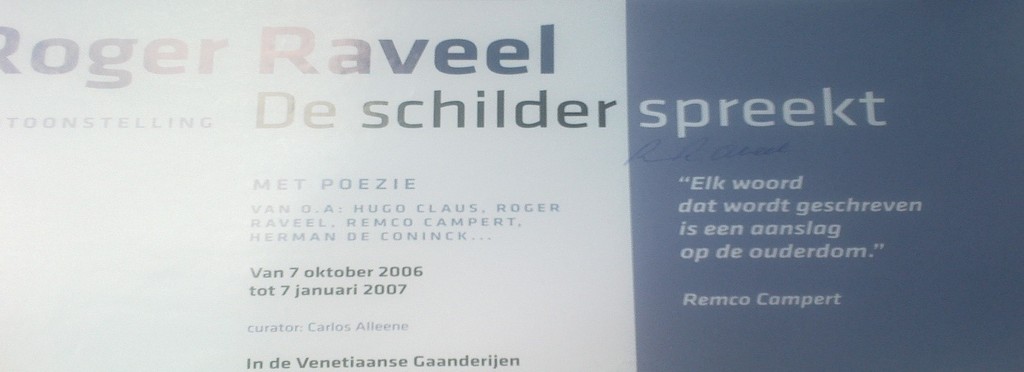 Roger Raveel
TOONSTELLING De schilder spreekt
MET POEZIE
VAN O.A: HUGO CLAUS, ROGER
RAVEEL, REMCO CAMPERT,
HERMAN DE CONINCK...
Van 7 oktober 2006
tot 7 januari 2007
curator: Carlos Alleene
In de Venetiaanse Gaanderijen
“Elk woord
dat wordt geschreven
is een aanslag
op de ouderdom.”
Remco Campert